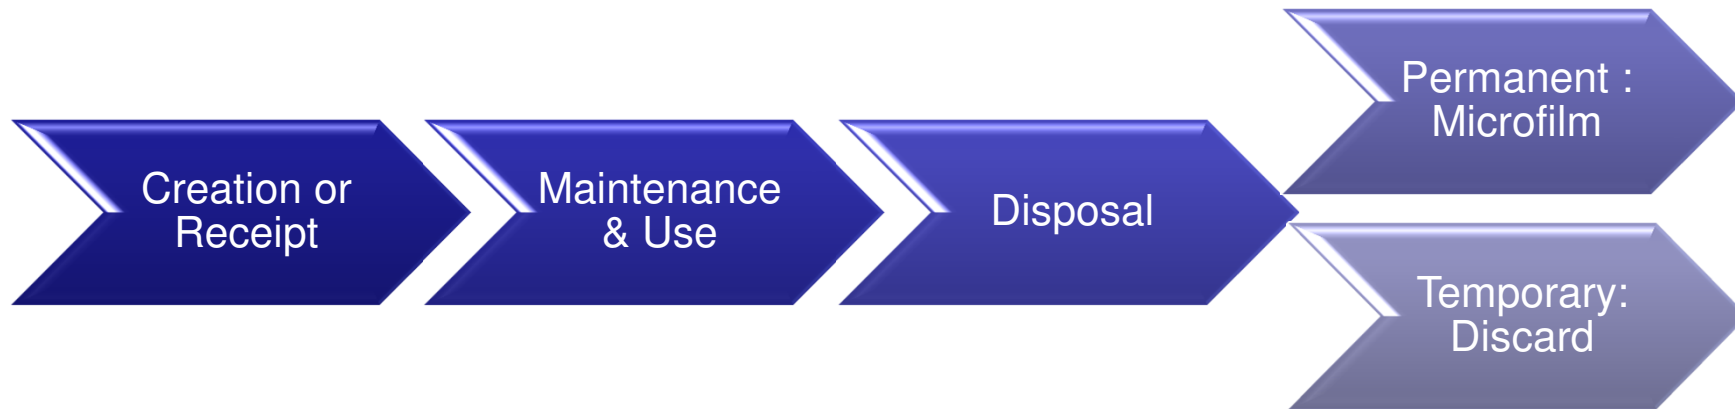 Creation or
Receipt
Maintenance
& Use
Disposal
Permanent :
Microfilm
Temporary:
Discard